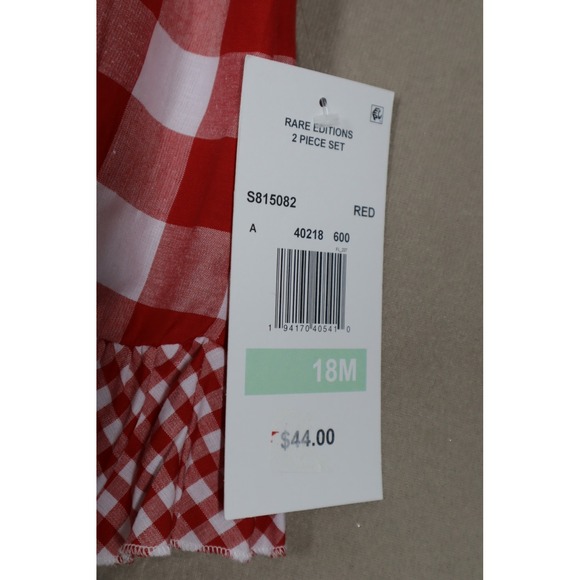 RARE EDITIONS
2 PIECE SET
S815082 RED
A 40218 600
1 94170 40541 0
18M
$44.00